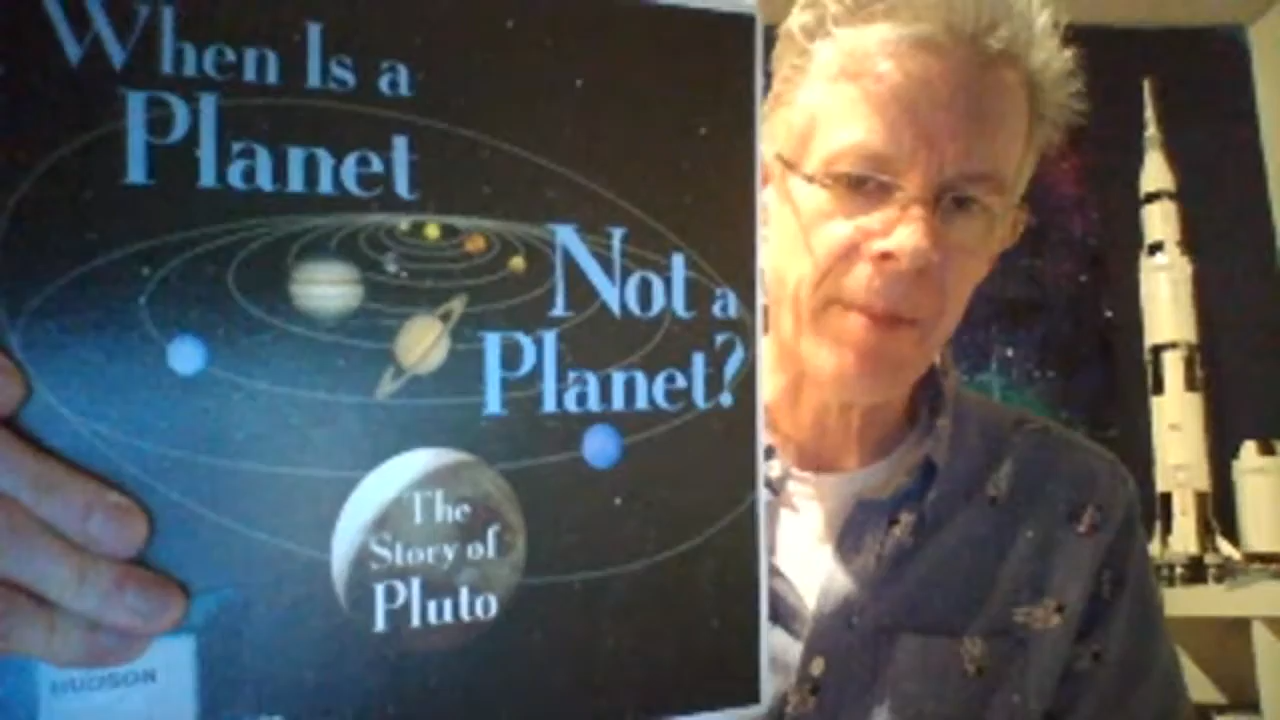 When Is a
Planet
Not a
Planet?
The
Story of
Pluto
HUDSON